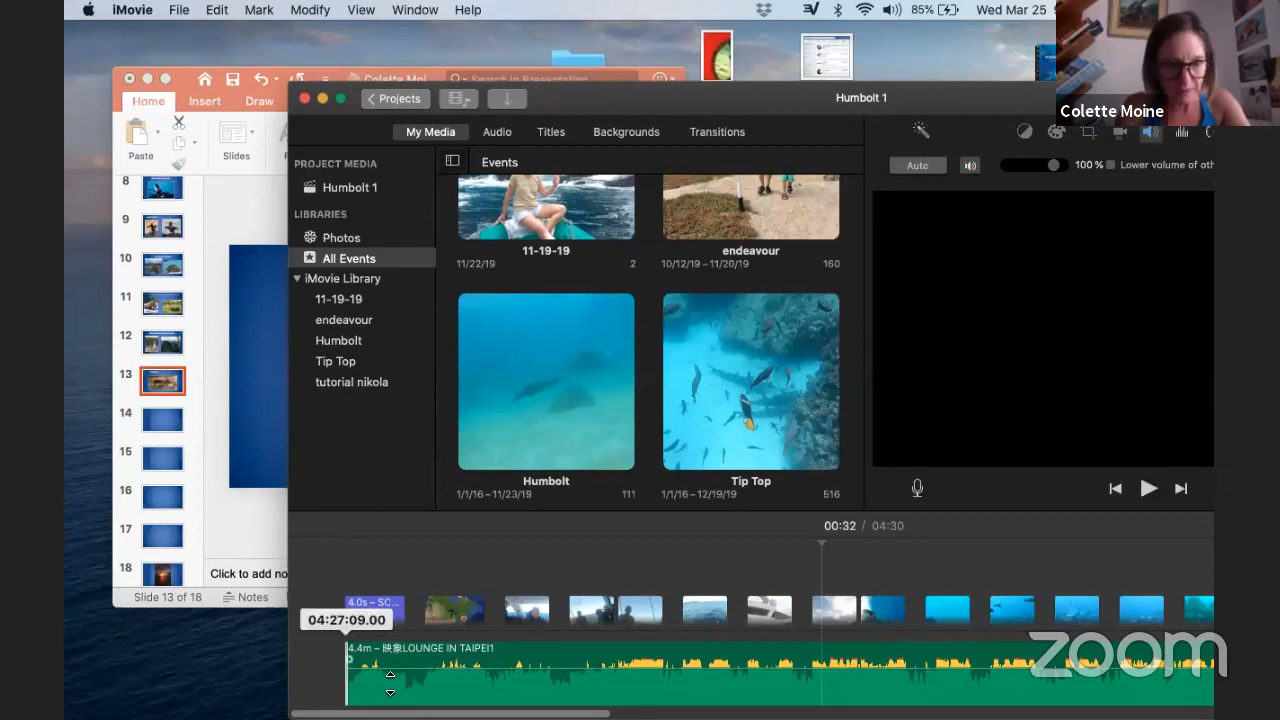 iMovie File Edit Mark Modify View Window Help 85% Wed Mar 25
Colette Moine
Colette Moi... Search in Presentation
Home Insert Draw
Paste Slides
8
9
10
11
12
13
14
15
16
17
18
Click to add no
Slide 13 of 18 Notes
Projects Humbolt 1
My Media Audio Titles Backgrounds Transitions
PROJECT MEDIA
Humbolt 1
LIBRARIES
Photos
All Events
iMovie Library
11-19-19
endeavour
Humbolt
Tip Top
tutorial nikola
Events
11-19-19
11/22/19 2
endeavour
10/12/19 – 11/20/19 160
Humbolt
1/1/16 – 11/23/19 111
Tip Top
1/1/16 – 12/19/19 516
Auto 100 % Lower volume of oth
00:32 / 04:30
4.0s – SC...
04:27:09.00
4.4m – 映象LOUNGE IN TAIPEI1
zoom